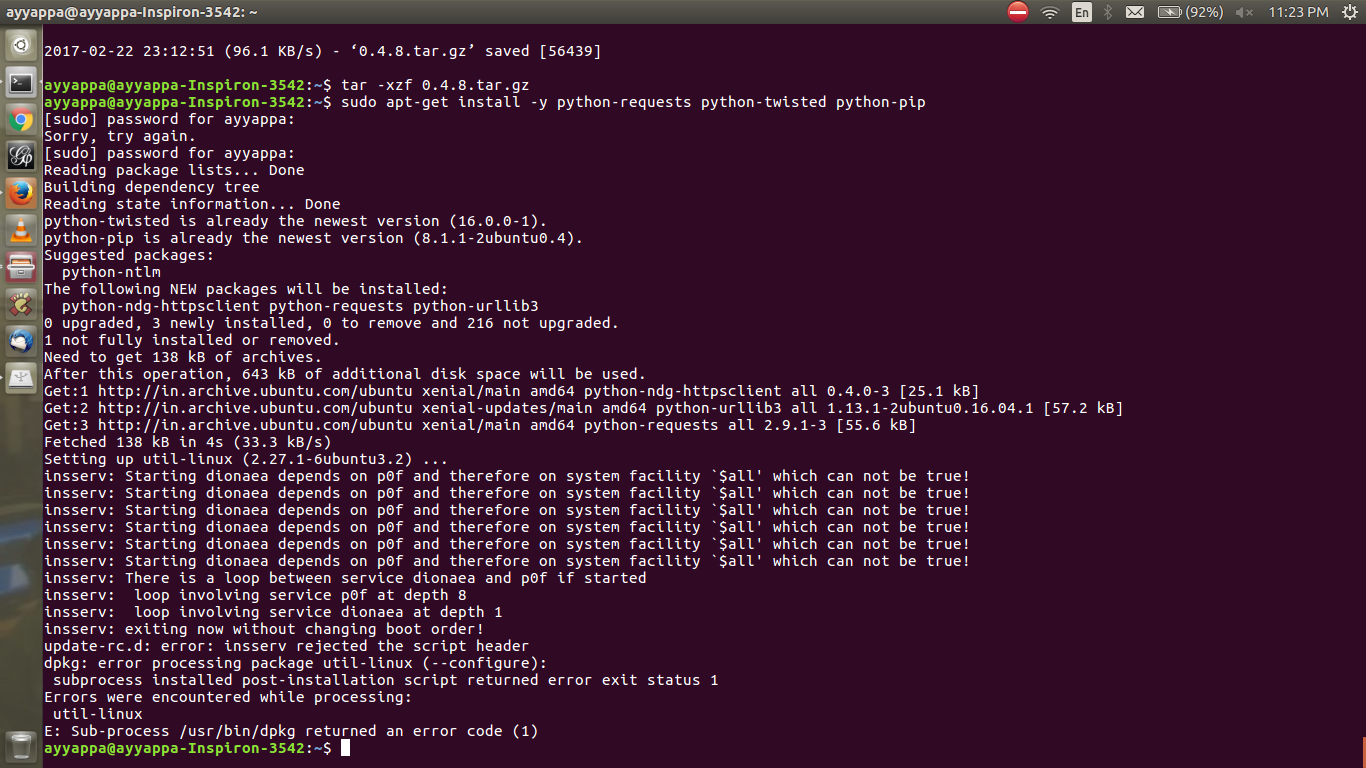 ayyappa@ayyappa-Inspiron-3542: ~
En
(92%)
11:23 PM
2017-02-22 23:12:51 (96.1 KB/s) - ‘0.4.8.tar.gz’ saved [56439]
ayyappa@ayyappa-Inspiron-3542:~$ tar -xzf 0.4.8.tar.gz
ayyappa@ayyappa-Inspiron-3542:~$ sudo apt-get install -y python-requests python-twisted python-pip
[sudo] password for ayyappa:
Sorry, try again.
[sudo] password for ayyappa:
Reading package lists... Done
Building dependency tree
Reading state information... Done
python-twisted is already the newest version (16.0.0-1).
python-pip is already the newest version (8.1.1-2ubuntu0.4).
Suggested packages:
  python-ntlm
The following NEW packages will be installed:
  python-ndg-httpsclient python-requests python-urllib3
0 upgraded, 3 newly installed, 0 to remove and 216 not upgraded.
1 not fully installed or removed.
Need to get 138 kB of archives.
After this operation, 643 kB of additional disk space will be used.
Get:1 http://in.archive.ubuntu.com/ubuntu xenial/main amd64 python-ndg-httpsclient all 0.4.0-3 [25.1 kB]
Get:2 http://in.archive.ubuntu.com/ubuntu xenial-updates/main amd64 python-urllib3 all 1.13.1-2ubuntu0.16.04.1 [57.2 kB]
Get:3 http://in.archive.ubuntu.com/ubuntu xenial/main amd64 python-requests all 2.9.1-3 [55.6 kB]
Fetched 138 kB in 4s (33.3 kB/s)
Setting up util-linux (2.27.1-6ubuntu3.2) ...
insserv: Starting dionaea depends on p0f and therefore on system facility `$all' which can not be true!
insserv: Starting dionaea depends on p0f and therefore on system facility `$all' which can not be true!
insserv: Starting dionaea depends on p0f and therefore on system facility `$all' which can not be true!
insserv: Starting dionaea depends on p0f and therefore on system facility `$all' which can not be true!
insserv: Starting dionaea depends on p0f and therefore on system facility `$all' which can not be true!
insserv: Starting dionaea depends on p0f and therefore on system facility `$all' which can not be true!
insserv: There is a loop between service dionaea and p0f if started
insserv:  loop involving service p0f at depth 8
insserv:  loop involving service dionaea at depth 1
insserv: exiting now without changing boot order!
update-rc.d: error: insserv rejected the script header
dpkg: error processing package util-linux (--configure):
 subprocess installed post-installation script returned error exit status 1
Errors were encountered while processing:
 util-linux
E: Sub-process /usr/bin/dpkg returned an error code (1)
ayyappa@ayyappa-Inspiron-3542:~$